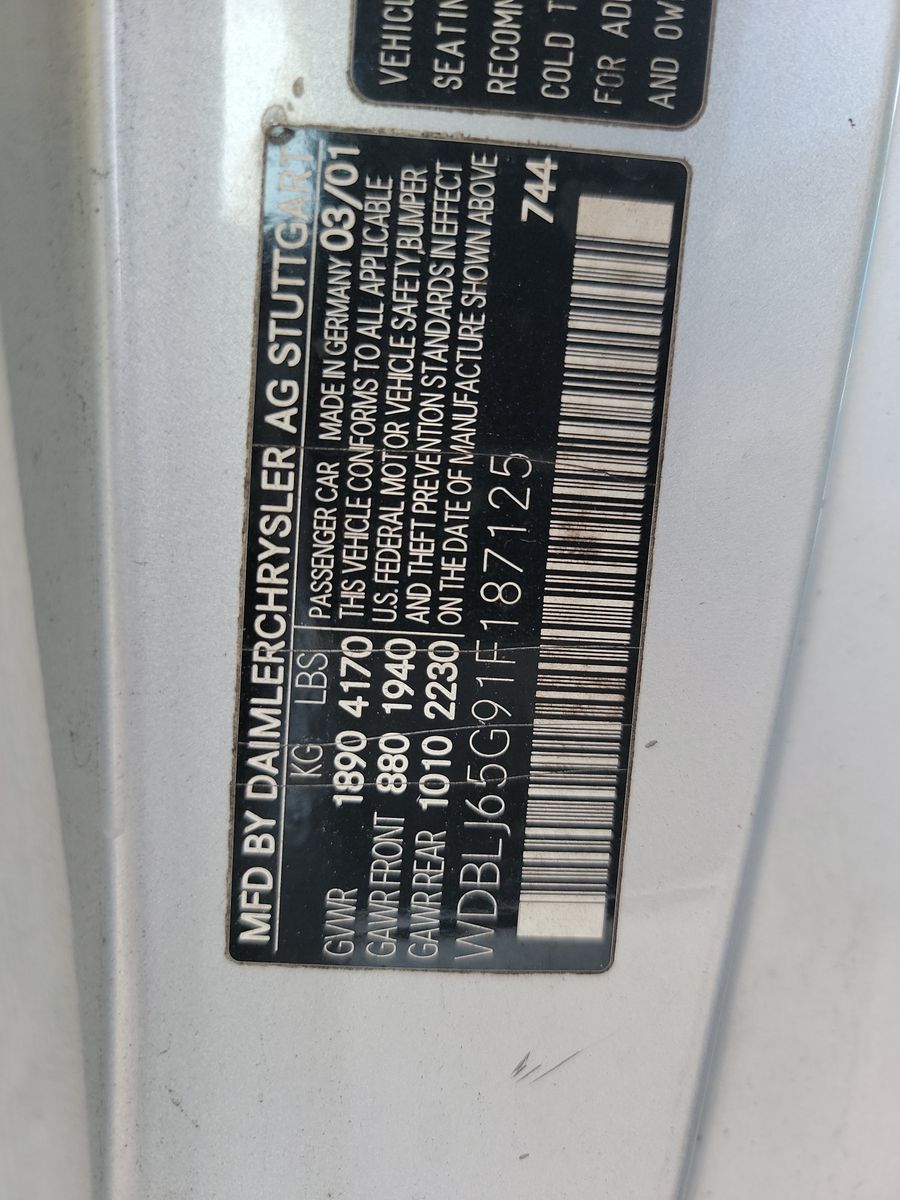 VEHIC
SEATIN
RECOMM
COLD T
FOR AD
AND OW
MFD BY DAIMLERCHRYSLER AG STUTTGART
KG LBS PASSENGER CAR MADE IN GERMANY 03/01
GVWR 1890 4170 THIS VEHICLE CONFORMS TO ALL APPLICABLE
GAWR FRONT 880 1940 U.S. FEDERAL MOTOR VEHICLE SAFETY,BUMPER
GAWR REAR 1010 2230 AND THEFT PREVENTION STANDARDS IN EFFECT
ON THE DATE OF MANUFACTURE SHOWN ABOVE
WDBLJ65G91F187125
744